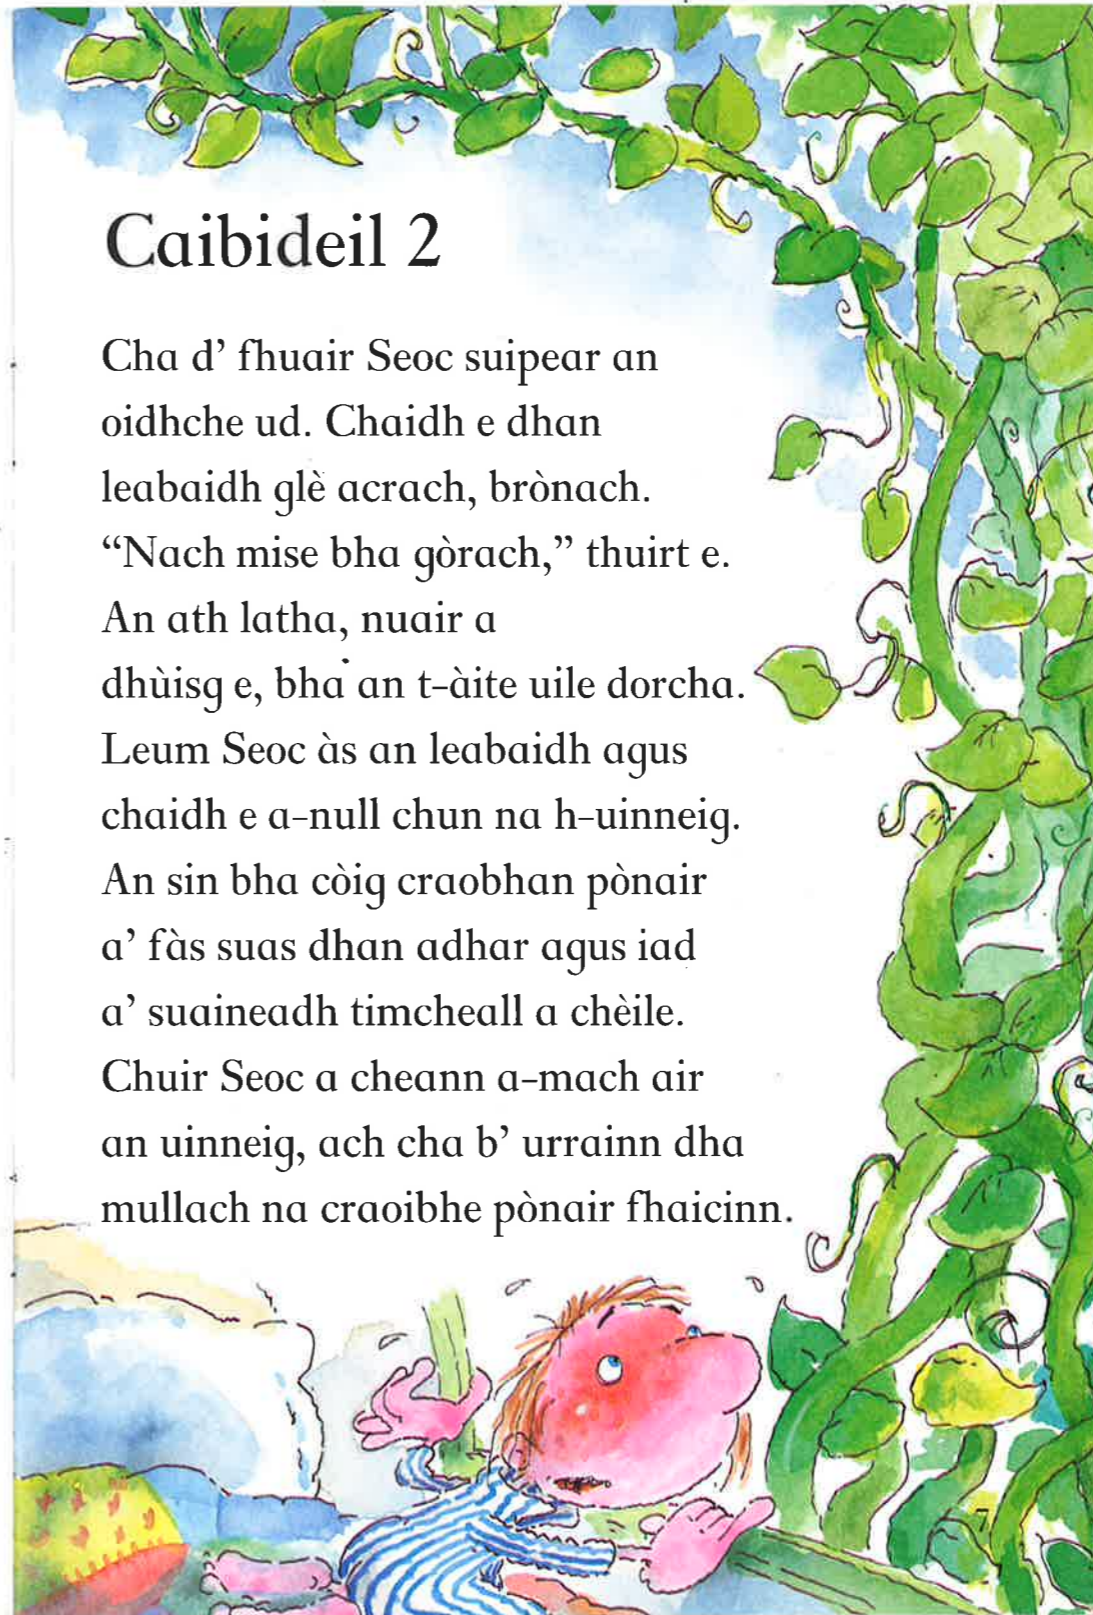 Caibideil 2
Cha d’ fhuair Seoc suipear an
oidhche ud. Chaidh e dhan
leabaidh glè acrach, brònach.
“Nach mise bha gòrach,” thuirt e.
An ath latha, nuair a
dhùisg e, bha an t-àite uile dorcha.
Leum Seoc às an leabaidh agus
chaidh e a-null chun na h-uinneig.
An sin bha còig craobhan pònair
a’ fàs suas dhan adhar agus iad
a’ suaineadh timcheall a chèile.
Chuir Seoc a cheann a-mach air
an uinneig, ach cha b’ urrainn dha
mullach na craoibhe pònair fhaicinn.